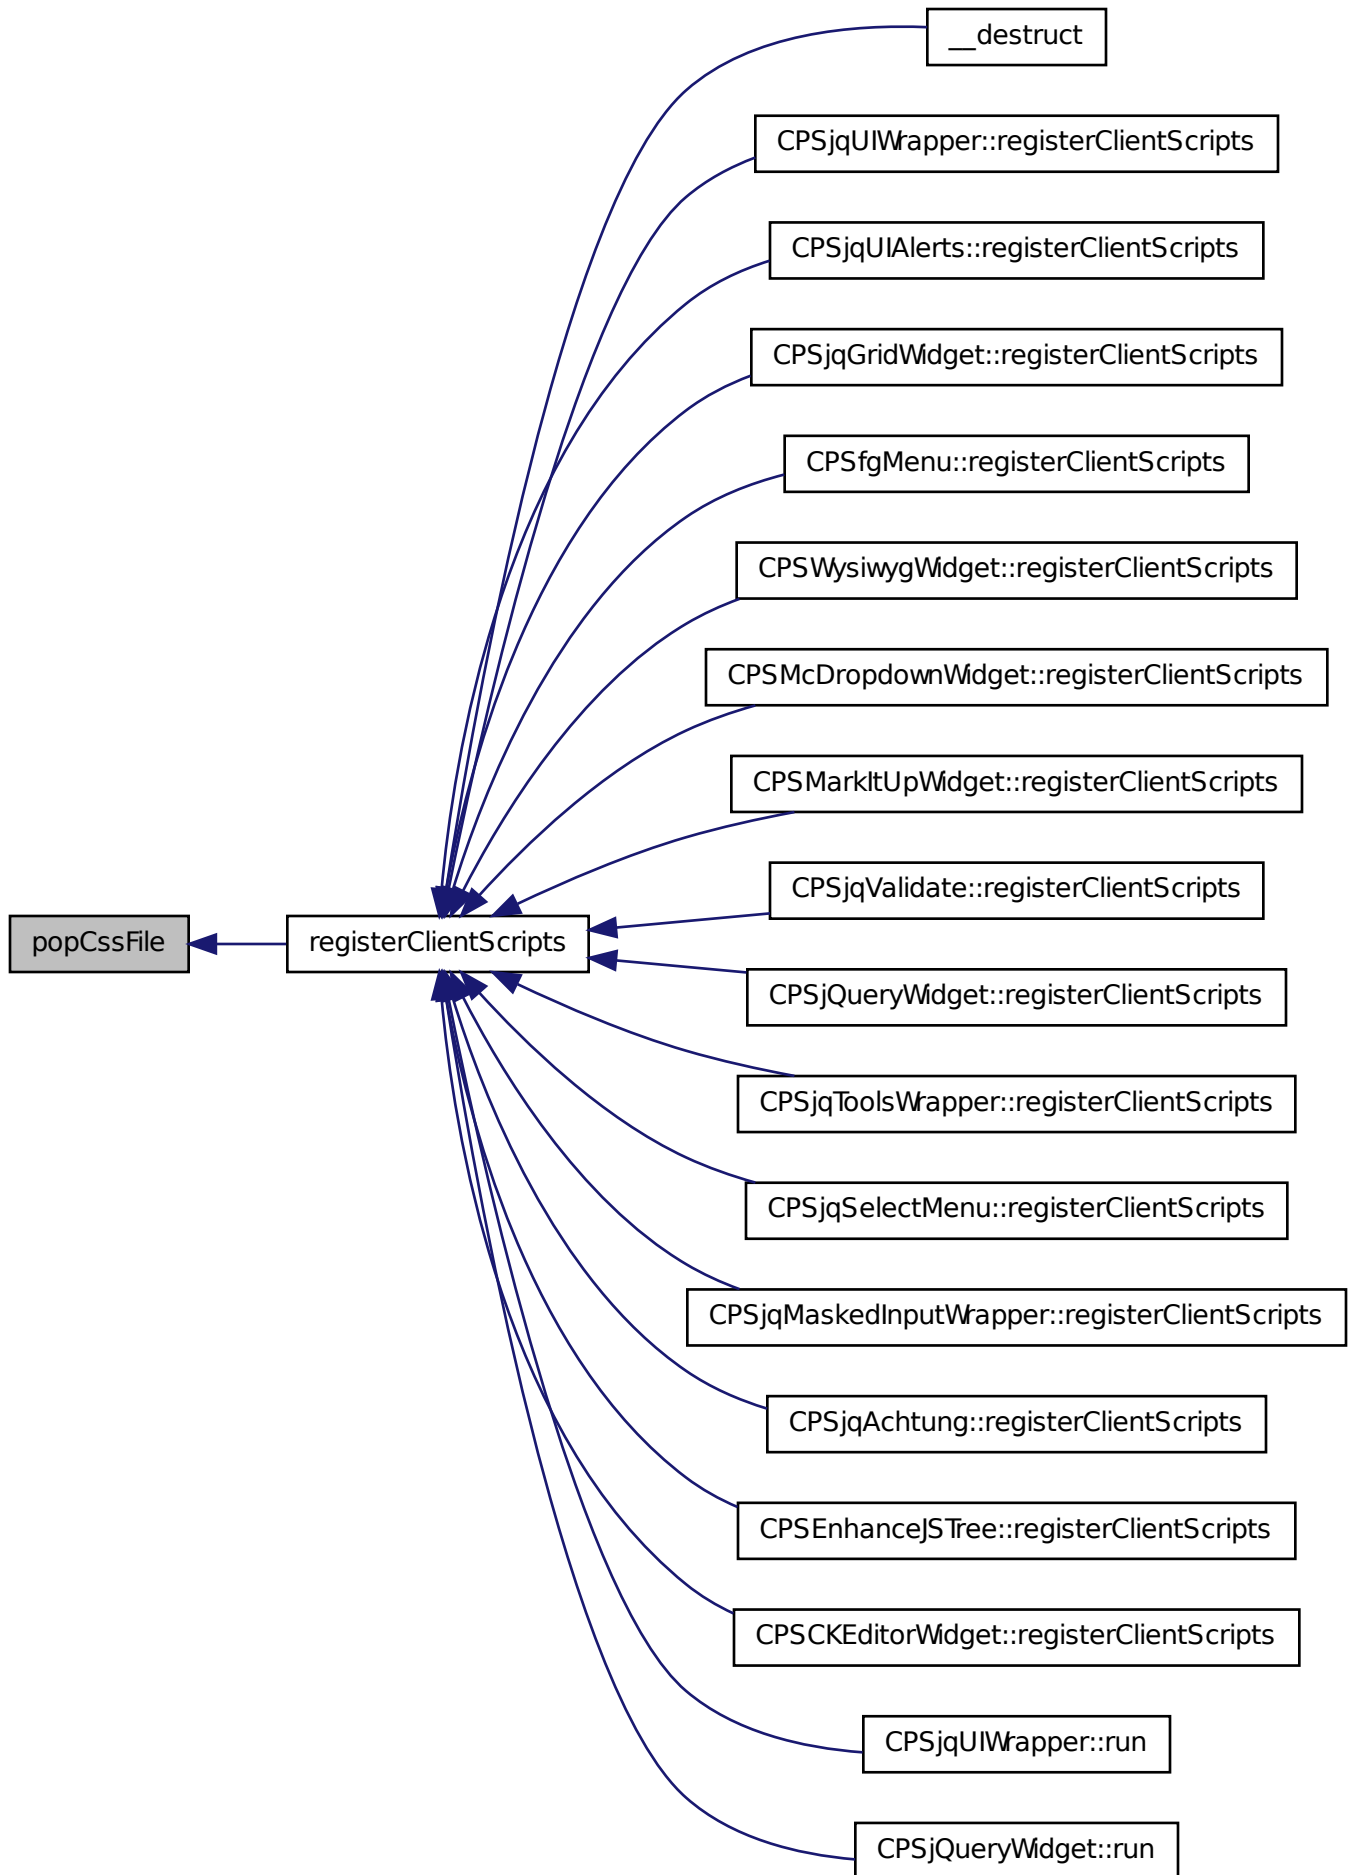 __destruct
CPSjqUIWrapper::registerClientScripts
CPSjqUIAlerts::registerClientScripts
CPSjqGridWidget::registerClientScripts
CPSfgMenu::registerClientScripts
CPSWysiwygWidget::registerClientScripts
CPSMcDropdownWidget::registerClientScripts
CPSMarkItUpWidget::registerClientScripts
CPSjqValidate::registerClientScripts
popCssFile
registerClientScripts
CPSjQueryWidget::registerClientScripts
CPSjqToolsWrapper::registerClientScripts
CPSjqSelectMenu::registerClientScripts
CPSjqMaskedInputWrapper::registerClientScripts
CPSjqAchtung::registerClientScripts
CPSEnhanceJSTree::registerClientScripts
CPSCKEditorWidget::registerClientScripts
CPSjqUIWrapper::run
CPSjQueryWidget::run